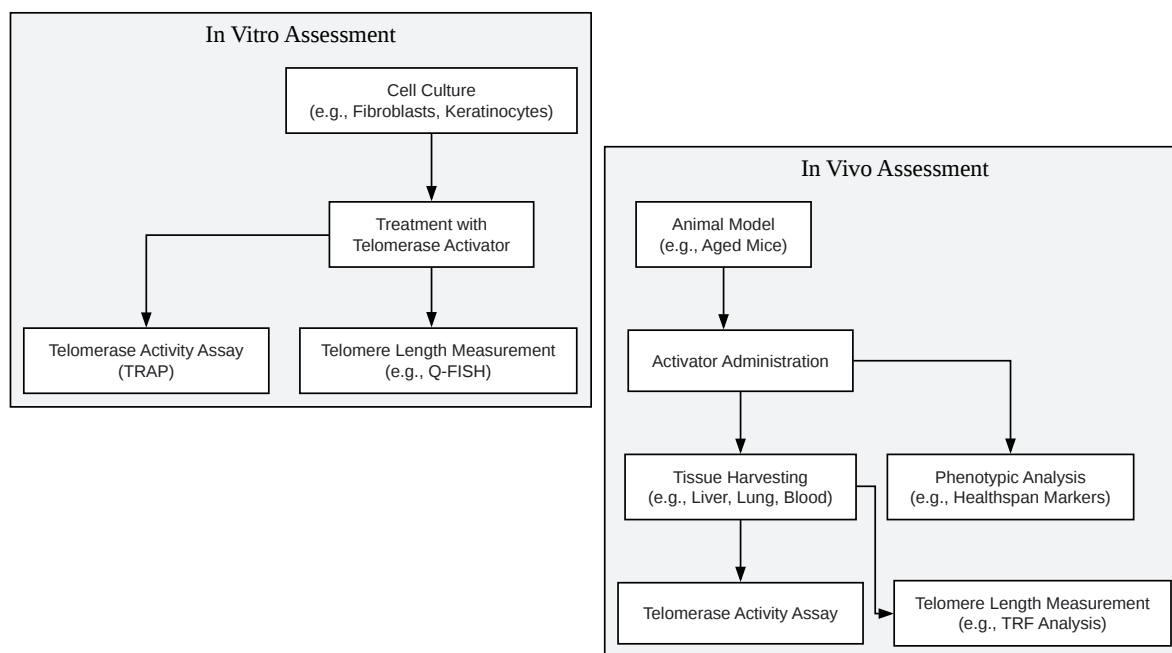 In Vitro Assessment
Cell Culture
(e.g., Fibroblasts, Keratinocytes)
Treatment with
Telomerase Activator
Telomerase Activity Assay
(TRAP)
Telomere Length Measurement
(e.g., Q-FISH)
In Vivo Assessment
Animal Model
(e.g., Aged Mice)
Activator Administration
Tissue Harvesting
(e.g., Liver, Lung, Blood)
Phenotypic Analysis
(e.g., Healthspan Markers)
Telomerase Activity Assay
Telomere Length Measurement
(e.g., TRF Analysis)